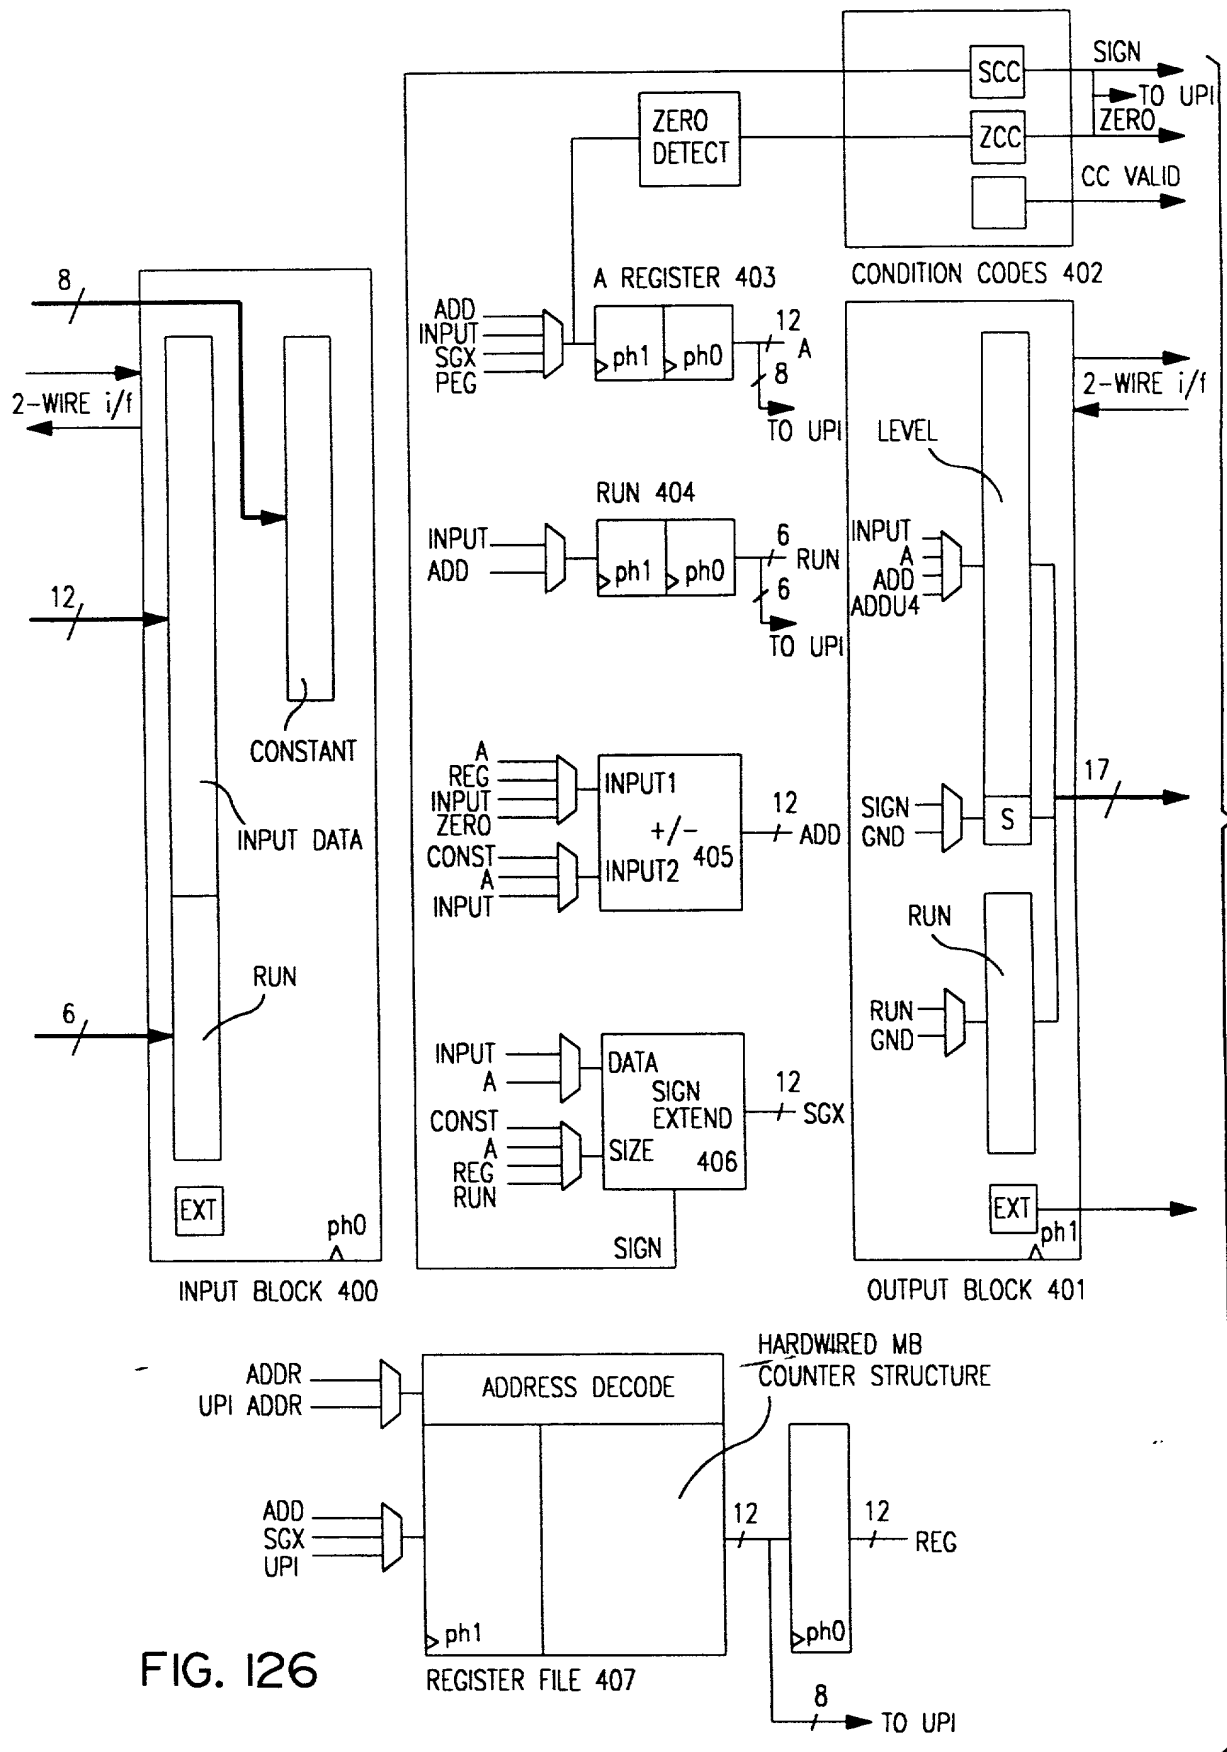 SCC
SIGN
TO UPI
ZERO
DETECT
ZCC
ZERO
CC VALID
CONDITION CODES 402
8
2-WIRE i/f
12
CONSTANT
INPUT DATA
6
RUN
EXT
ph0
INPUT BLOCK 400
A REGISTER 403
ADD
INPUT
SGX
PEG
ph1
ph0
12
A
8
TO UPI
RUN 404
INPUT
ADD
ph1
ph0
6
RUN
6
TO UPI
A
REG
INPUT
ZERO
INPUT1
+/-
405
CONST
A
INPUT
INPUT2
12
ADD
INPUT
A
DATA
SIGN
EXTEND
406
CONST
A
REG
RUN
SIZE
12
SGX
SIGN
2-WIRE i/f
LEVEL
INPUT
A
ADD
ADDU4
SIGN
GND
S
17
RUN
RUN
GND
EXT
ph1
OUTPUT BLOCK 401
HARDWIRED MB
COUNTER STRUCTURE
ADDR
UPI ADDR
ADDRESS DECODE
ADD
SGX
UPI
12
12
REG
ph1
ph0
REGISTER FILE 407
8
TO UPI
FIG. 126